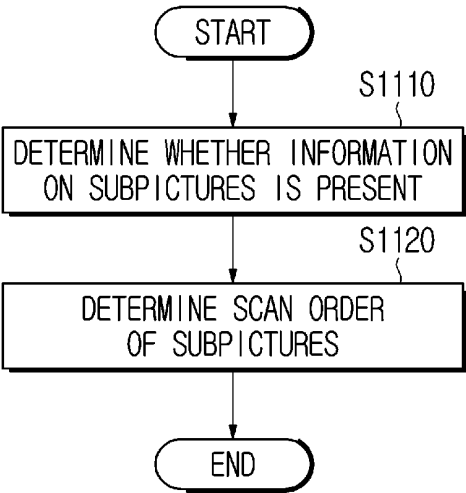 START
S1110
DETERMINE WHETHER INFORMATION
ON SUBPICTURES IS PRESENT
S1120
DETERMINE SCAN ORDER
OF SUBPICTURES
END